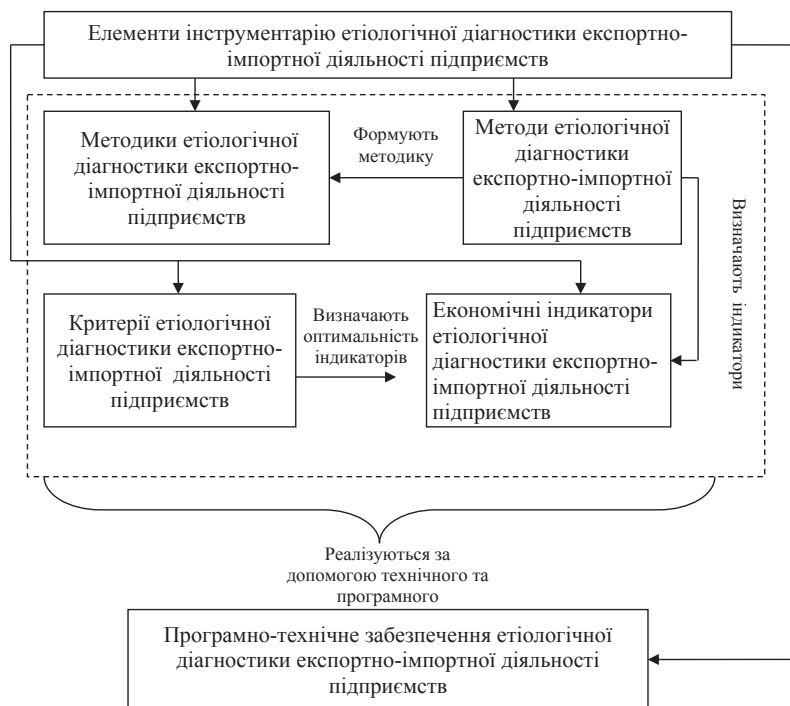 Елементи інструментарію етіологічної діагностики експортно-
імпортної діяльності підприємств
Методики етіологічної
діагностики експортно-
імпортної діяльності
підприємств
Формують
методику
Методи етіологічної
діагностики
експортно-імпортної
діяльності
підприємств
Визначають індикатори
Критерії етіологічної
діагностики експортно-
імпортної діяльності
підприємств
Визначають
оптимальність
індикаторів
Економічні індикатори
етіологічної
діагностики експортно-
імпортної діяльності
підприємств
Реалізуються за
допомогою технічного та
програмного
Програмно-технічне забезпечення етіологічної
діагностики експортно-імпортної діяльності
підприємств